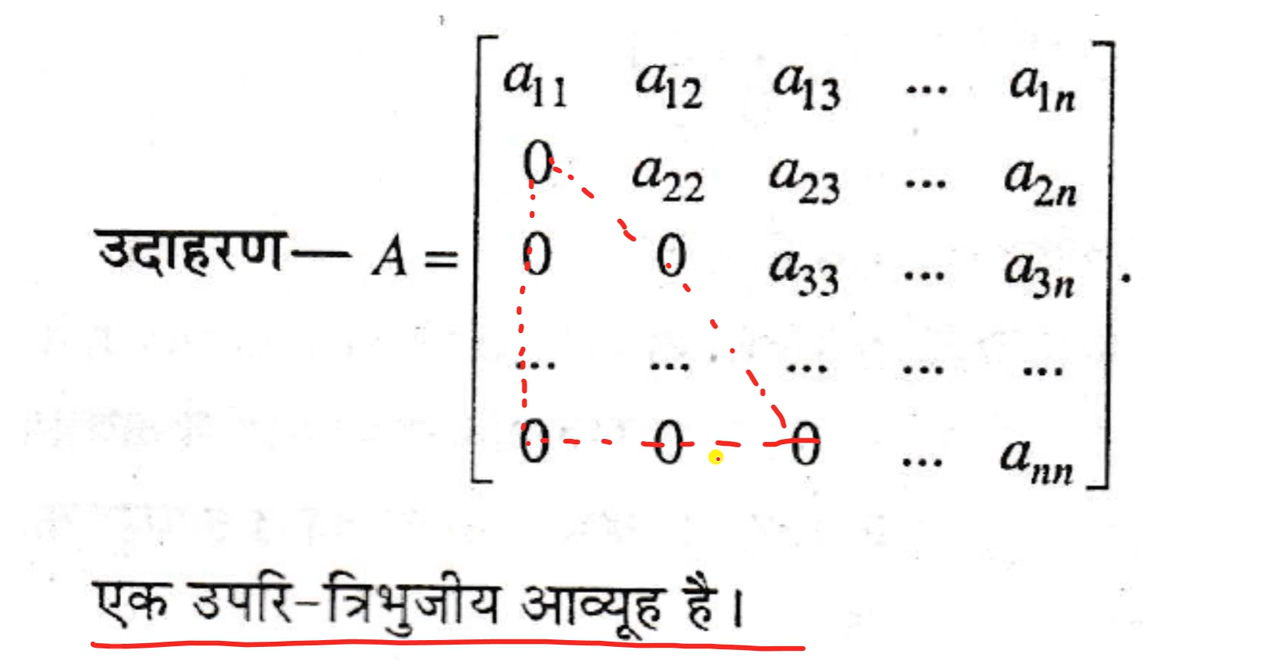 a₁₁ a₁₂ a₁₃ ... a₁ₙ
0 a₂₂ a₂₃ ... a₂ₙ
उदाहरण— A = 0 0 a₃₃ ... a₃ₙ .
... ... ... ... ...
0 0 0 ... aₙₙ
एक उपरि-त्रिभुजीय आव्यूह है।